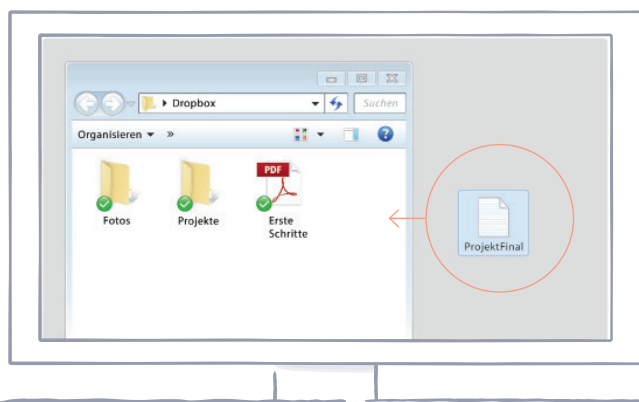 Dropbox
Suchen
Organisieren
»
PDF
Fotos
Projekte
Erste
Schritte
ProjektFinal
?